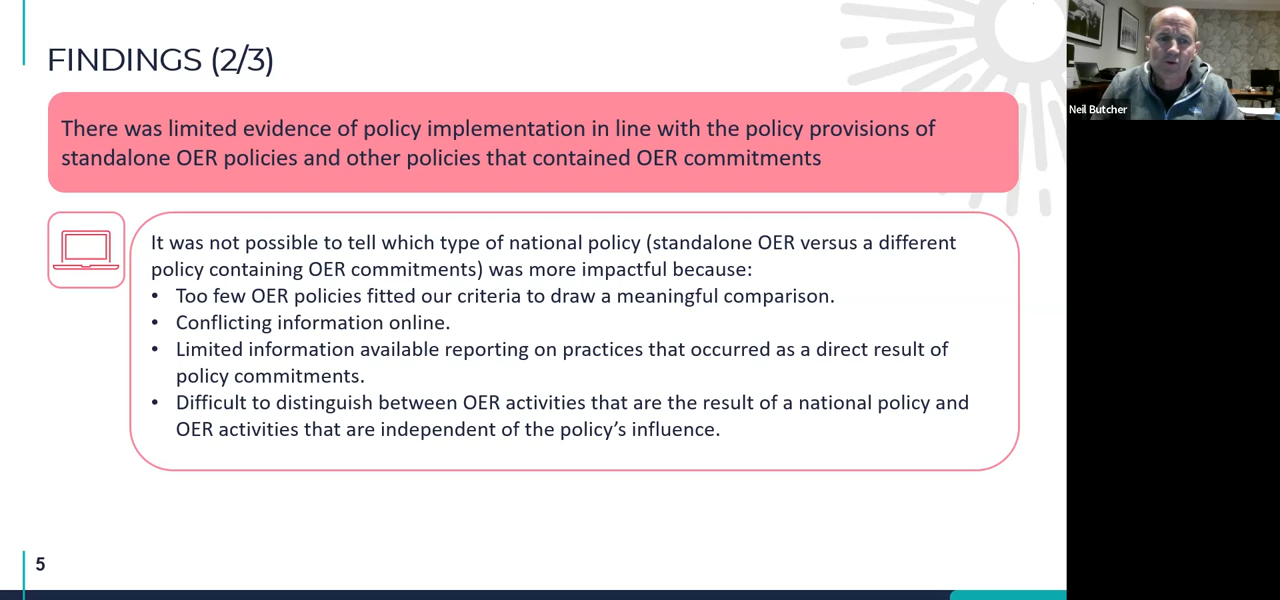 FINDINGS (2/3)
There was limited evidence of policy implementation in line with the policy provisions of
standalone OER policies and other policies that contained OER commitments
It was not possible to tell which type of national policy (standalone OER versus a different
policy containing OER commitments) was more impactful because:
• Too few OER policies fitted our criteria to draw a meaningful comparison.
• Conflicting information online.
• Limited information available reporting on practices that occurred as a direct result of
policy commitments.
• Difficult to distinguish between OER activities that are the result of a national policy and
OER activities that are independent of the policy’s influence.
5
Neil Butcher